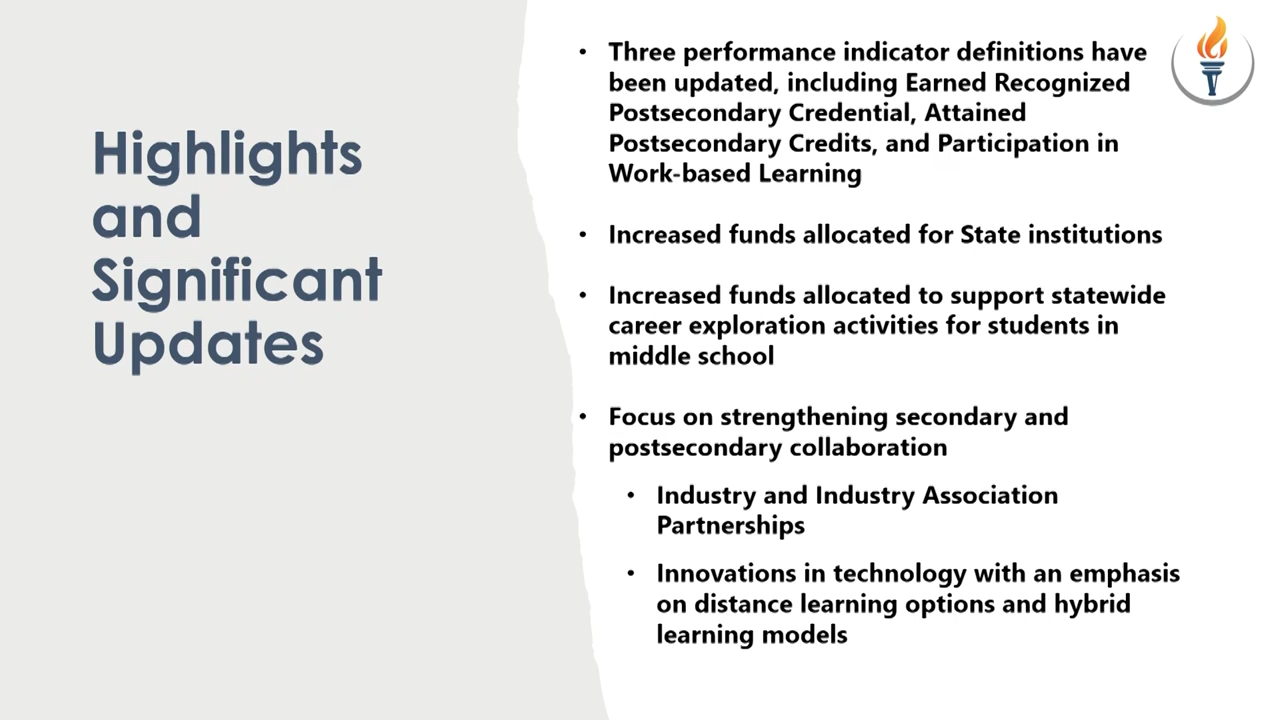 Highlights
and
Significant
Updates
• Three performance indicator definitions have
been updated, including Earned Recognized
Postsecondary Credential, Attained
Postsecondary Credits, and Participation in
Work-based Learning
• Increased funds allocated for State institutions
• Increased funds allocated to support statewide
career exploration activities for students in
middle school
• Focus on strengthening secondary and
postsecondary collaboration
• Industry and Industry Association
Partnerships
• Innovations in technology with an emphasis
on distance learning options and hybrid
learning models